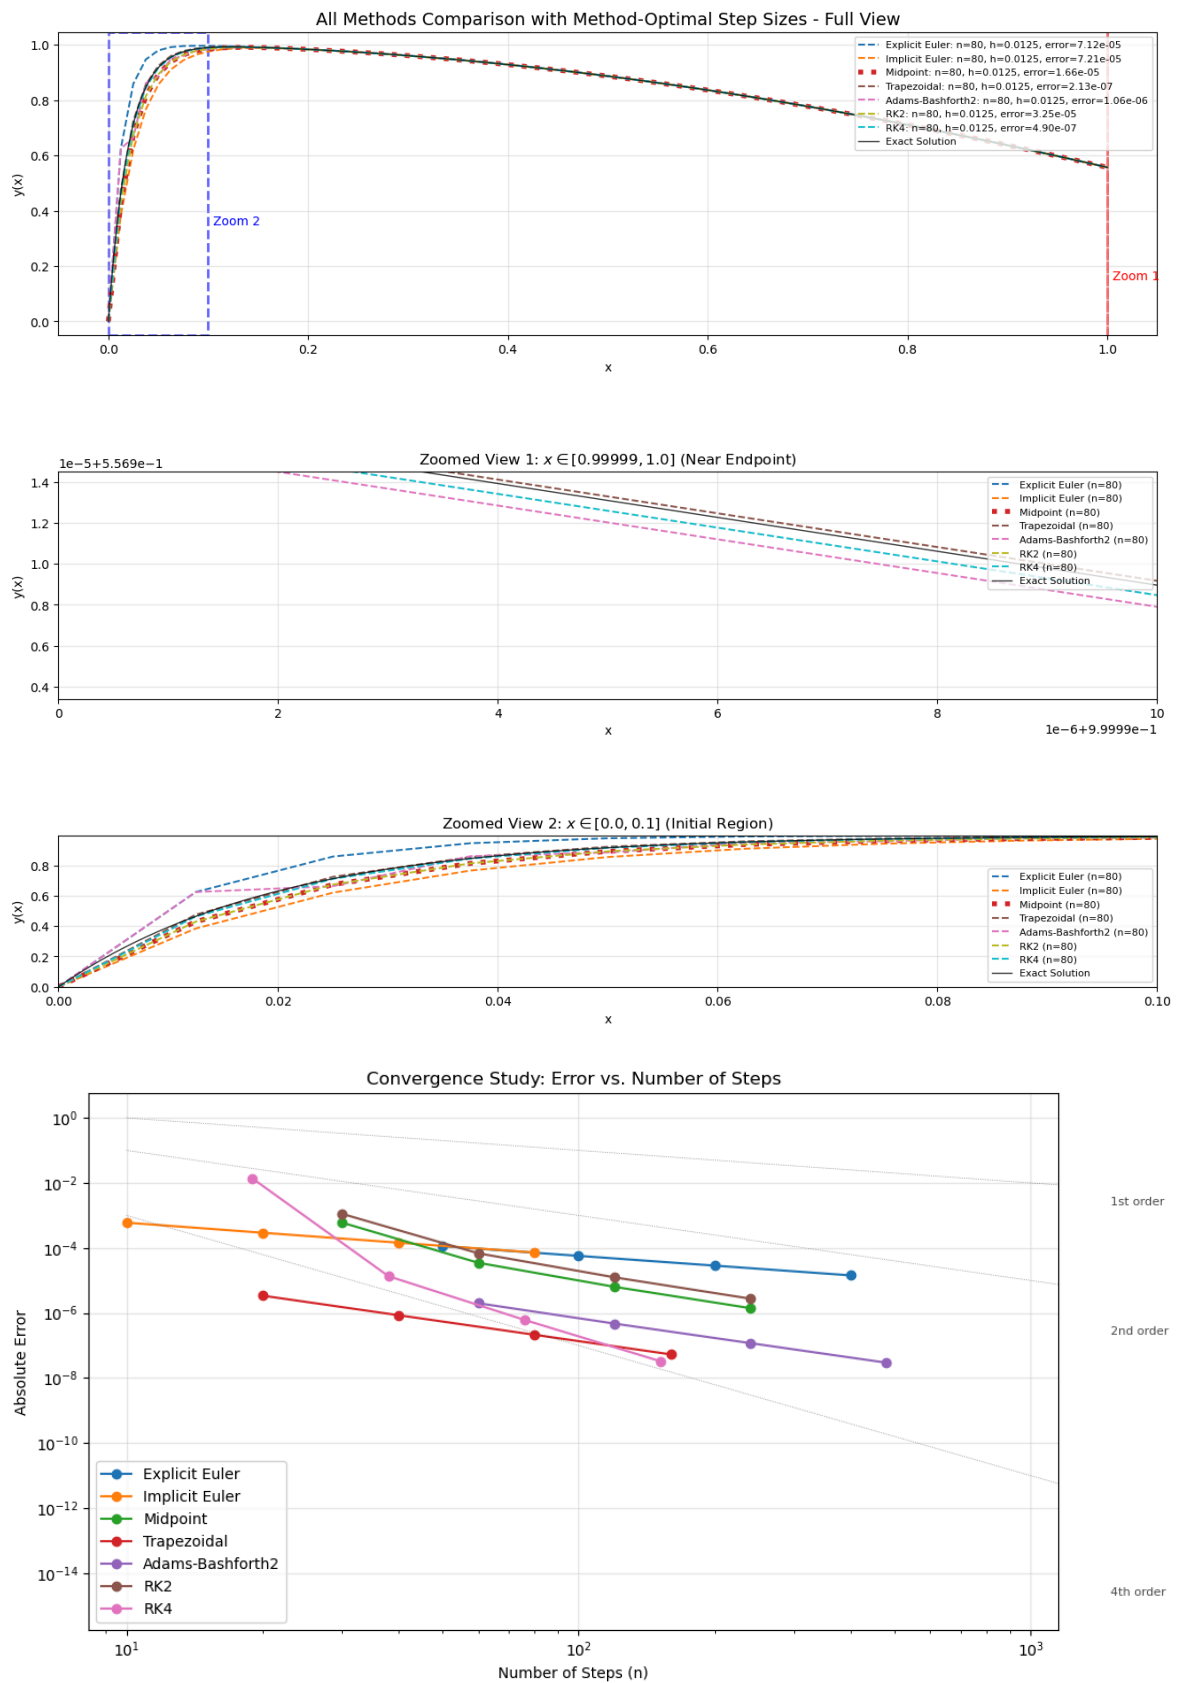 All Methods Comparison with Method-Optimal Step Sizes - Full View
y(x)
1.0
0.8
0.6
0.4
0.2
0.0
Explicit Euler: n=80, h=0.0125, error=7.12e-05
Implicit Euler: n=80, h=0.0125, error=7.21e-05
Midpoint: n=80, h=0.0125, error=1.66e-05
Trapezoidal: n=80, h=0.0125, error=2.13e-07
Adams-Bashforth2: n=80, h=0.0125, error=1.06e-06
RK2: n=80, h=0.0125, error=3.25e-05
RK4: n=80, h=0.0125, error=4.90e-07
Exact Solution
Zoom 2
Zoom 1
0.0 0.2 0.4 0.6 0.8 1.0
x
1e−5+5.569e−1
Zoomed View 1: x ∈ [0.99999, 1.0] (Near Endpoint)
y(x)
1.4
1.2
1.0
0.8
0.6
0.4
Explicit Euler (n=80)
Implicit Euler (n=80)
Midpoint (n=80)
Trapezoidal (n=80)
Adams-Bashforth2 (n=80)
RK2 (n=80)
RK4 (n=80)
Exact Solution
0 2 4 6 8 10
x
1e−6+9.9999e−1
Zoomed View 2: x ∈ [0.0, 0.1] (Initial Region)
y(x)
0.8
0.6
0.4
0.2
0.0
Explicit Euler (n=80)
Implicit Euler (n=80)
Midpoint (n=80)
Trapezoidal (n=80)
Adams-Bashforth2 (n=80)
RK2 (n=80)
RK4 (n=80)
Exact Solution
0.00 0.02 0.04 0.06 0.08 0.10
x
Convergence Study: Error vs. Number of Steps
Absolute Error
10⁰
10⁻²
10⁻⁴
10⁻⁶
10⁻⁸
10⁻¹⁰
10⁻¹²
10⁻¹⁴
1st order
2nd order
4th order
Explicit Euler
Implicit Euler
Midpoint
Trapezoidal
Adams-Bashforth2
RK2
RK4
10¹ 10² 10³
Number of Steps (n)